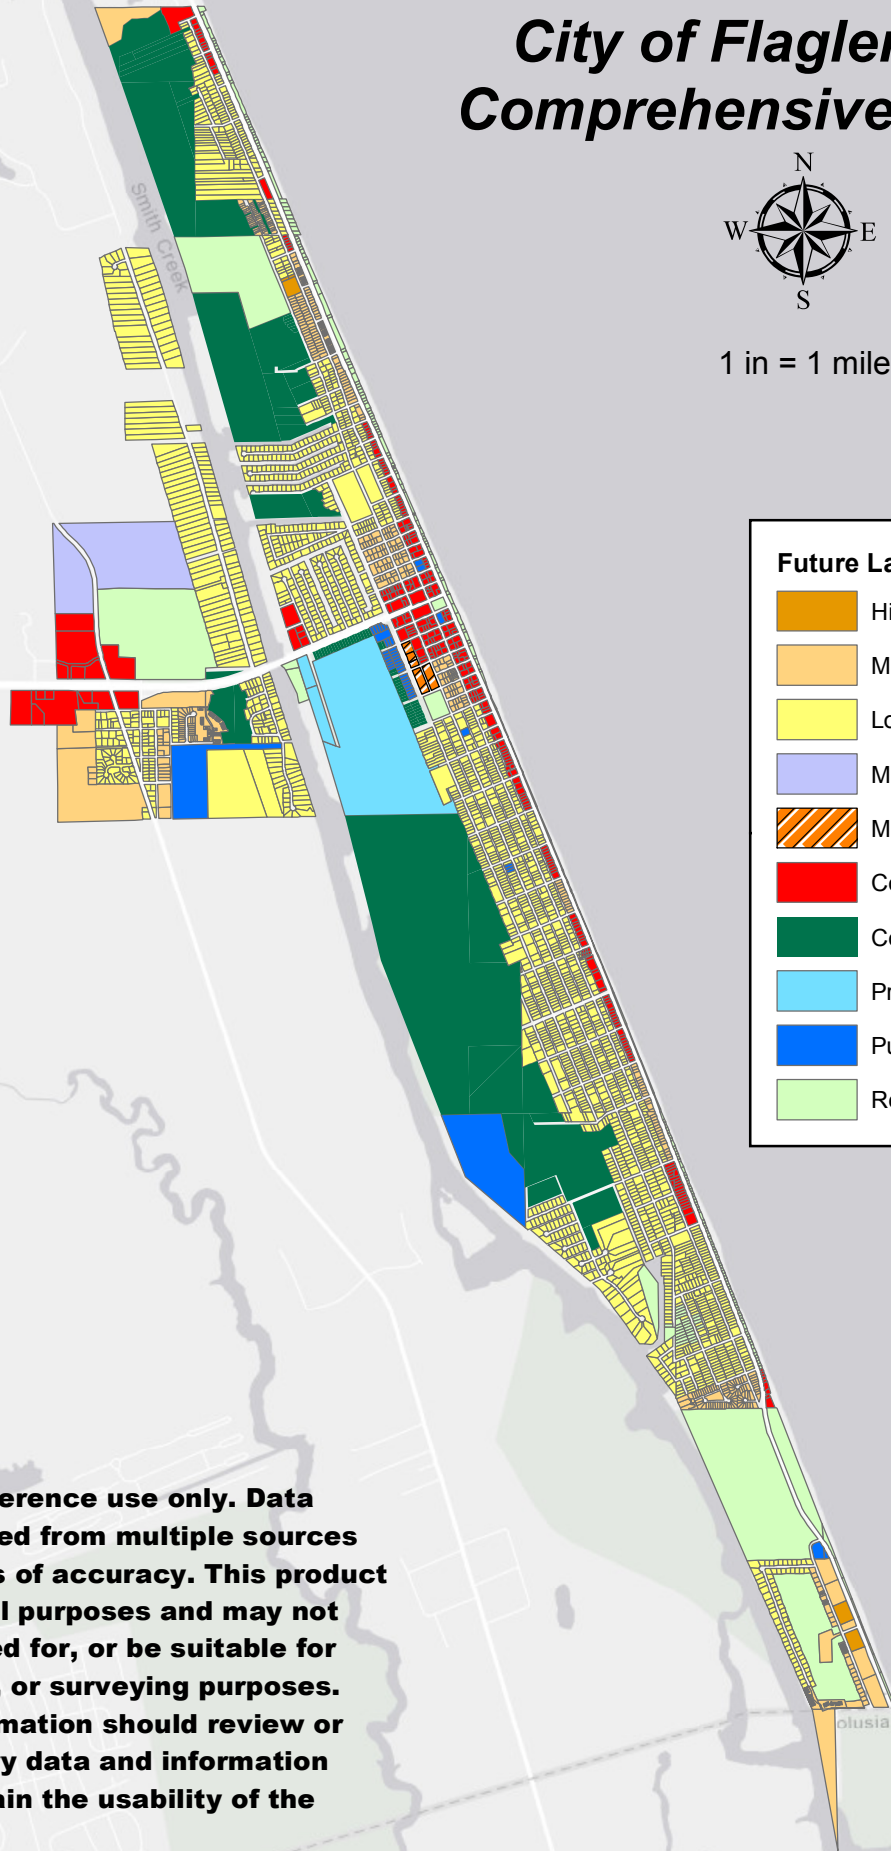 City of Flagler
Comprehensive
N
W E
S
1 in = 1 mile
Smith Creek
Future La
Hi
M
Lo
M
M
Co
Co
Pr
Pu
Re
erence use only. Data
ed from multiple sources
s of accuracy. This product
l purposes and may not
ed for, or be suitable for
, or surveying purposes.
mation should review or
y data and information
ain the usability of the
olusia